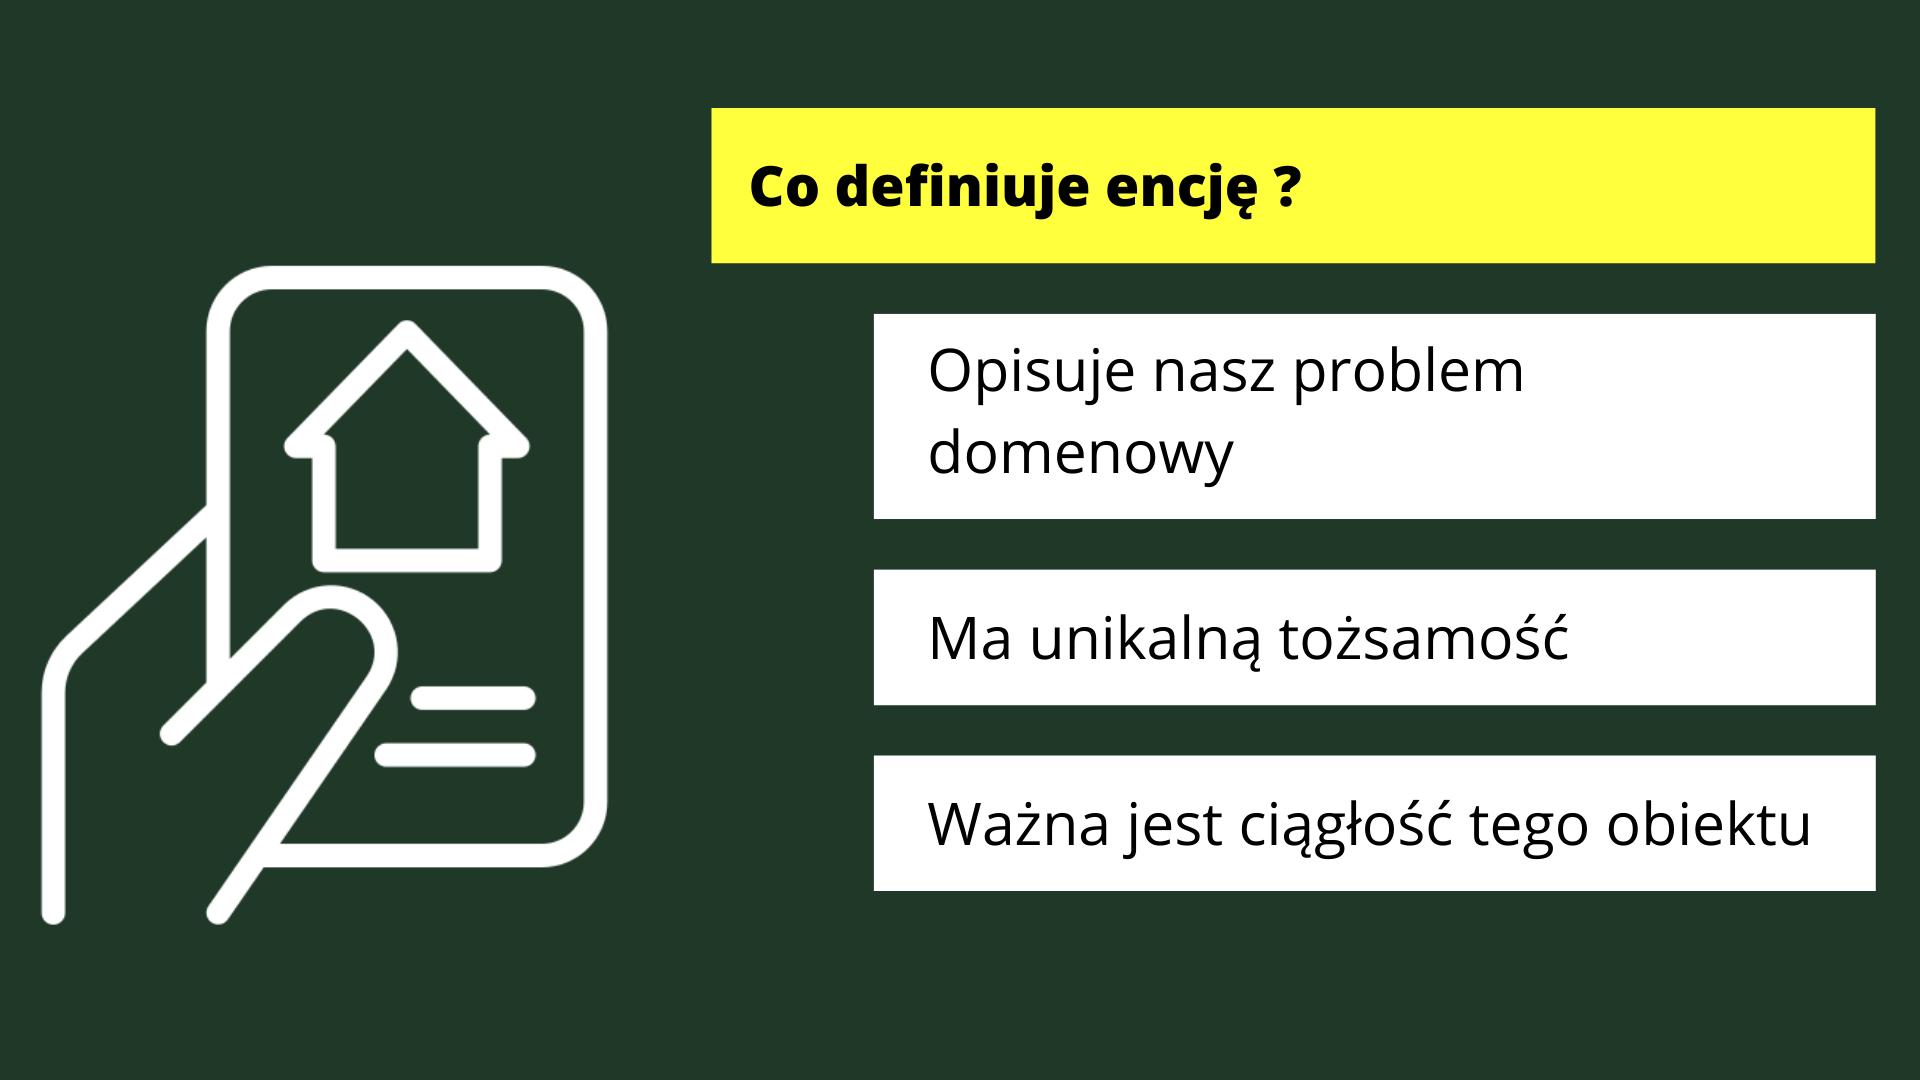 Co definiuje encję ?
Opisuje nasz problem
domenowy
Ma unikalną tożsamość
Ważna jest ciągłość tego obiektu